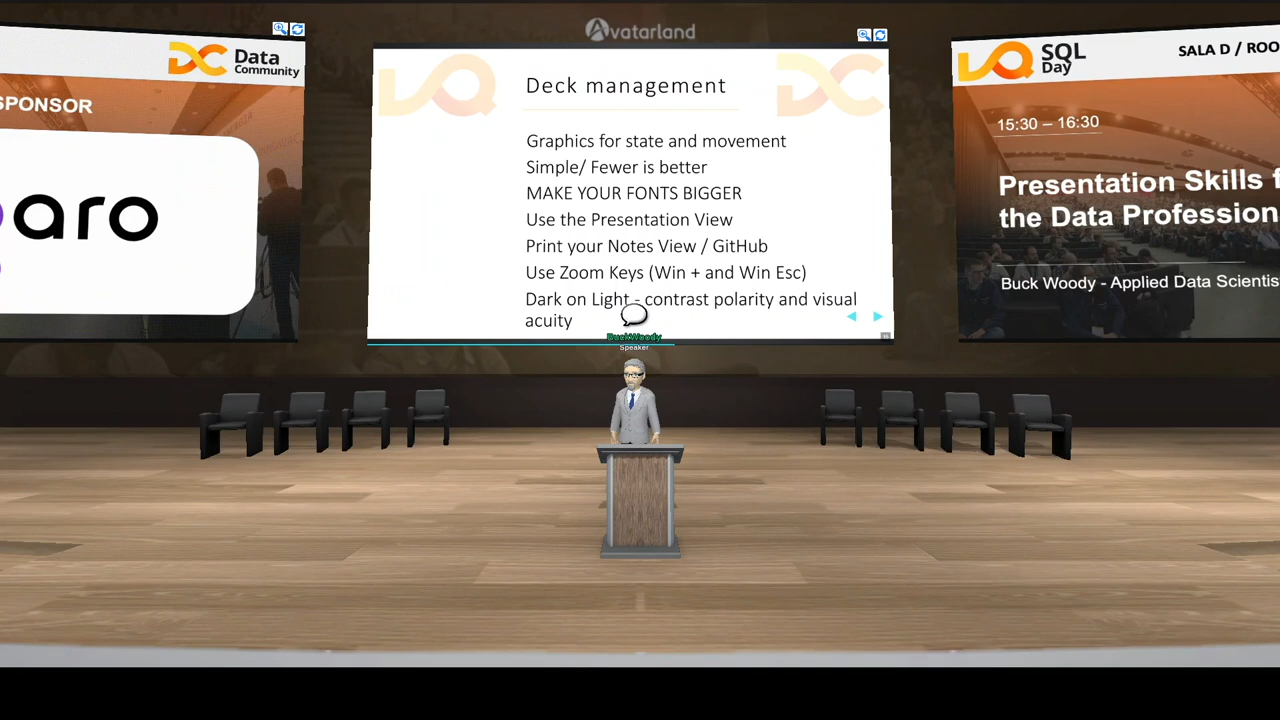 Avatarland
Data
Community
SPONSOR
aro
Deck management
Graphics for state and movement
Simple/ Fewer is better
MAKE YOUR FONTS BIGGER
Use the Presentation View
Print your Notes View / GitHub
Use Zoom Keys (Win + and Win Esc)
Dark on Light - contrast polarity and visual
acuity
BuckWoody
Speaker
SQL
Day
SALA D / ROO
15:30 – 16:30
Presentation Skills f
the Data Profession
Buck Woody - Applied Data Scientis